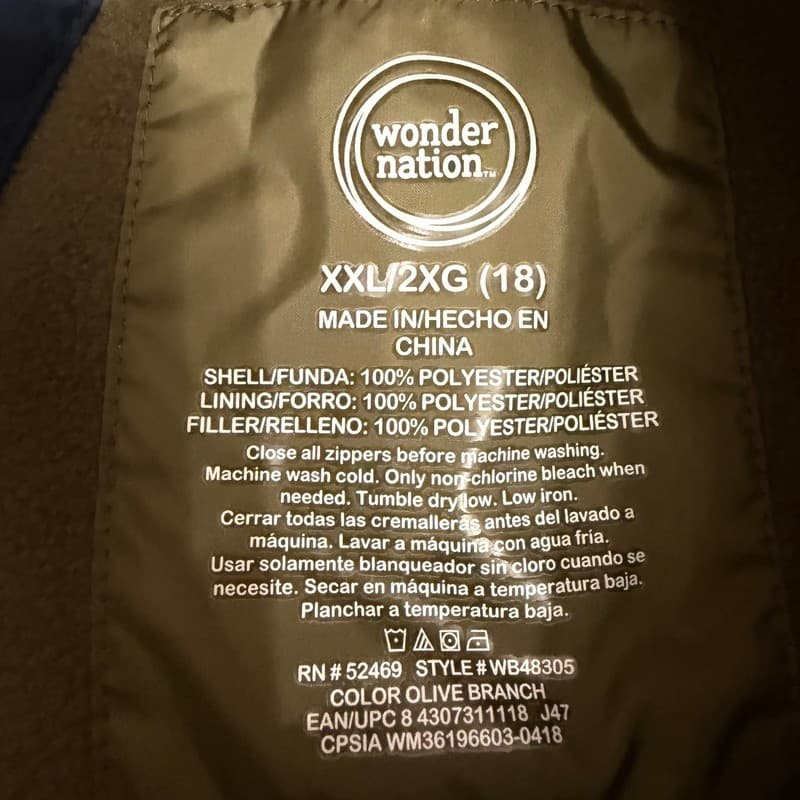 wonder
nation™
XXL/2XG (18)
MADE IN/HECHO EN
CHINA
SHELL/FUNDA: 100% POLYESTER/POLIÉSTER
LINING/FORRO: 100% POLYESTER/POLIÉSTER
FILLER/RELLENO: 100% POLYESTER/POLIÉSTER
Close all zippers before machine washing.
Machine wash cold. Only non-chlorine bleach when
needed. Tumble dry low. Low iron.
Cerrar todas las cremalleras antes del lavado a
máquina. Lavar a máquina con agua fría.
Usar solamente blanqueador sin cloro cuando se
necesite. Secar en máquina a temperatura baja.
Planchar a temperatura baja.
RN # 52469 STYLE # WB48305
COLOR OLIVE BRANCH
EAN/UPC 8 4307311118 J47
CPSIA WM36196603-0418